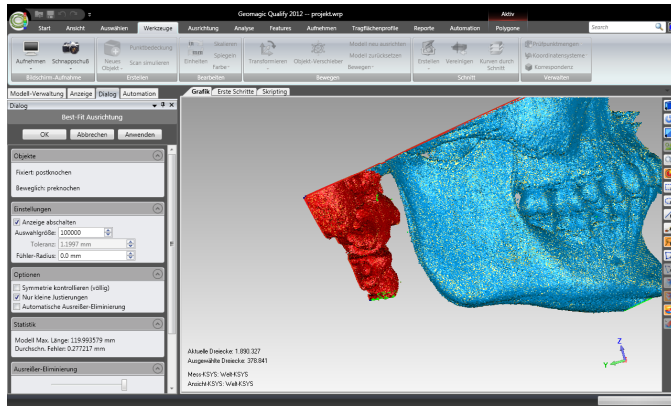 Geomagic Qualify 2012 -- projekt.wrp
Aktiv
Start Ansicht Auswählen Werkzeuge Ausrichtung Analyse Features Aufnehmen Tragflächenprofile Reporte Automation Polygone
Search
Aufnehmen Schnappschuß
Neues Objekt
Punktbedeckung
Scan simulieren
Einheiten
Skalieren
Spiegeln
Farbe
Transformieren Objekt-Verschieber
Modell neu ausrichten
Modell zurücksetzen
Bewegen
Erstellen Vereinigen Kurven durch Schnitt
Prüfpunktmengen
Koordinatensysteme
Korrespondenz
Bildschirm-Aufnahme Erstellen Bearbeiten Bewegen Schnitt Verwalten
Modell-Verwaltung Anzeige Dialog Automation
Grafik Erste Schritte Skripting
Dialog
Best-Fit Ausrichtung
OK Abbrechen Anwenden
Objekte
Fixiert: postknochen
Beweglich: preknochen
Einstellungen
Anzeige abschalten
Auswahlgröße: 100000
Toleranz: 1.1997 mm
Fühler-Radius: 0.0 mm
Optionen
Symmetrie kontrollieren (völlig)
Nur kleine Justierungen
Automatische Ausreißer-Eliminierung
Statistik
Modell Max. Länge: 119.993579 mm
Durchschn. Fehler: 0.277217 mm
Ausreißer-Eliminierung
Aktuelle Dreiecke: 1.890.327
Ausgewählte Dreiecke: 378.841
Mess-KSYS: Welt-KSYS
Ansicht-KSYS: Welt-KSYS
Z
Y